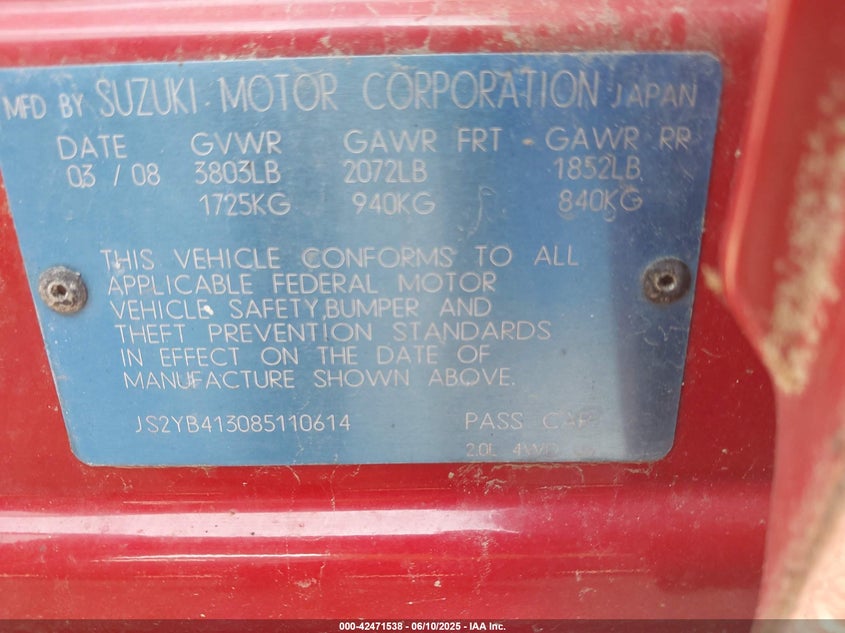 MFD BY SUZUKI MOTOR CORPORATION JAPAN
DATE GVWR GAWR FRT GAWR RR
03 / 08 3803LB 2072LB 1852LB
1725KG 940KG 840KG
THIS VEHICLE CONFORMS TO ALL
APPLICABLE FEDERAL MOTOR
VEHICLE SAFETY,BUMPER AND
THEFT PREVENTION STANDARDS
IN EFFECT ON THE DATE OF
MANUFACTURE SHOWN ABOVE.
JS2YB413085110614 PASS CAR
2.0L 4WD
000-42471538 - 06/10/2025 - IAA Inc.